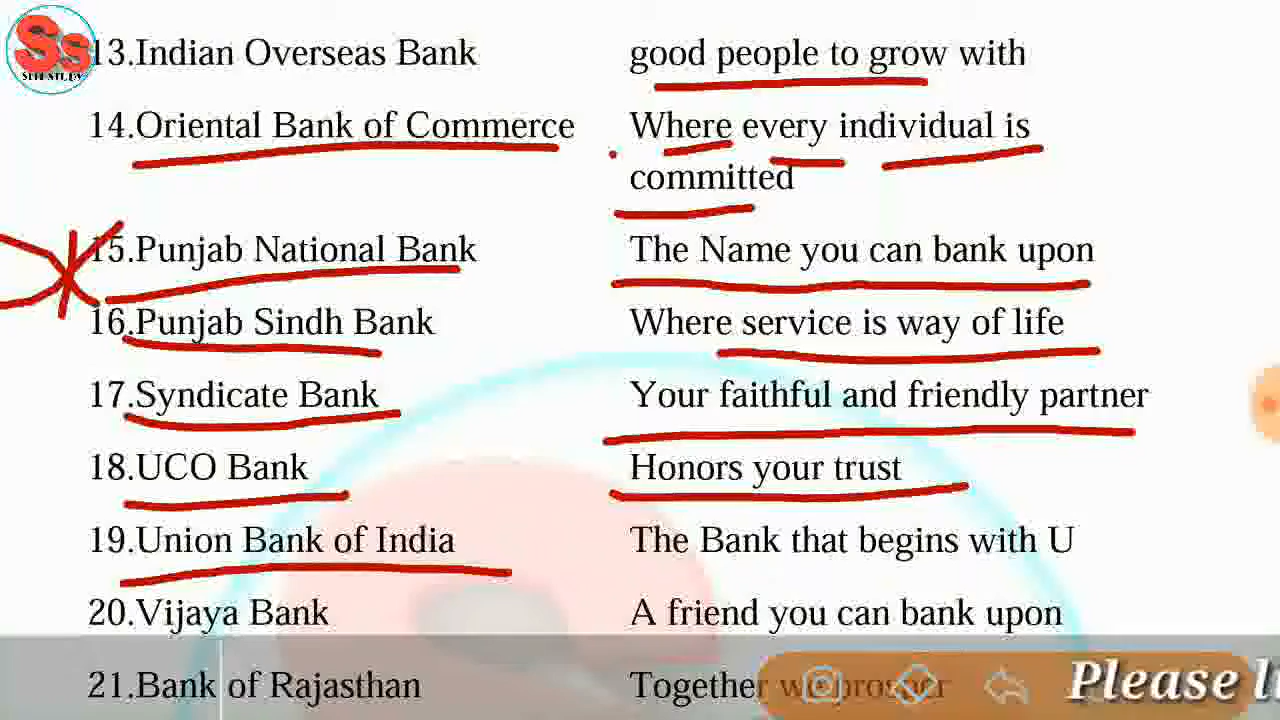 Ss
13.Indian Overseas Bank good people to grow with
14.Oriental Bank of Commerce Where every individual is
committed
15.Punjab National Bank The Name you can bank upon
16.Punjab Sindh Bank Where service is way of life
17.Syndicate Bank Your faithful and friendly partner
18.UCO Bank Honors your trust
19.Union Bank of India The Bank that begins with U
20.Vijaya Bank A friend you can bank upon
21.Bank of Rajasthan Together we prosper
Please